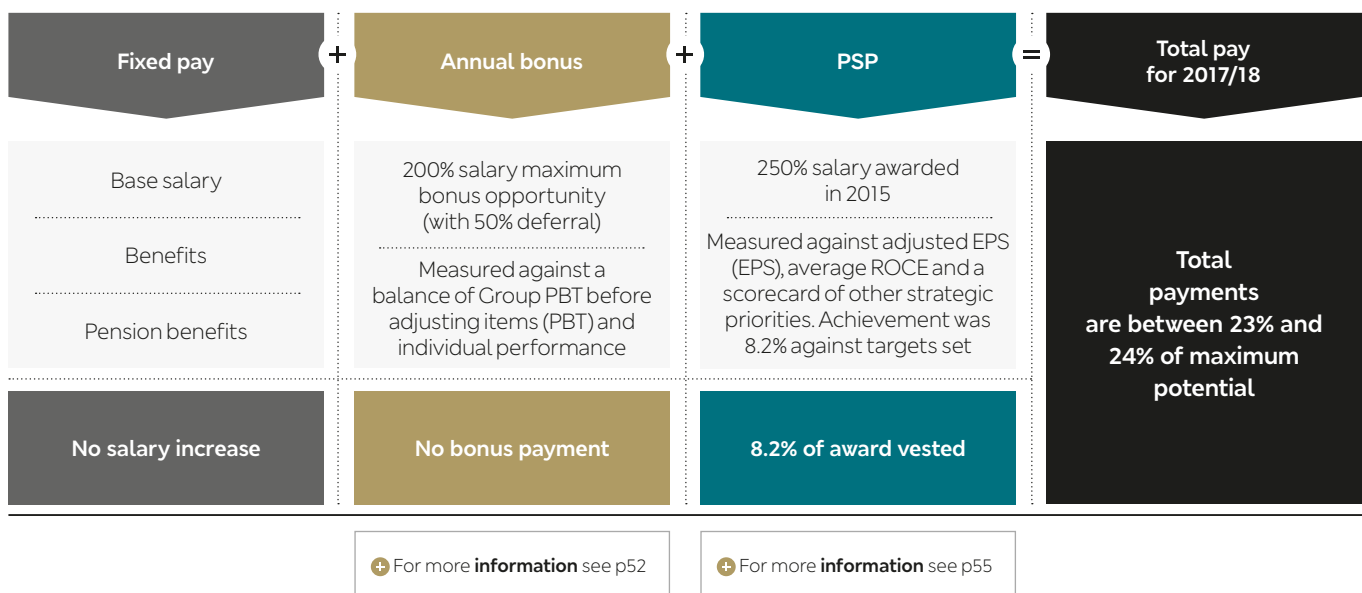 Fixed pay
+
Annual bonus
+
PSP
=
Total pay
for 2017/18
Base salary
Benefits
Pension benefits
200% salary maximum
bonus opportunity
(with 50% deferral)
Measured against a
balance of Group PBT before
adjusting items (PBT) and
individual performance
250% salary awarded
in 2015
Measured against adjusted EPS
(EPS), average ROCE and a
scorecard of other strategic
priorities. Achievement was
8.2% against targets set
Total
payments
are between 23% and
24% of maximum
potential
No salary increase
No bonus payment
8.2% of award vested
+ For more information see p52
+ For more information see p55